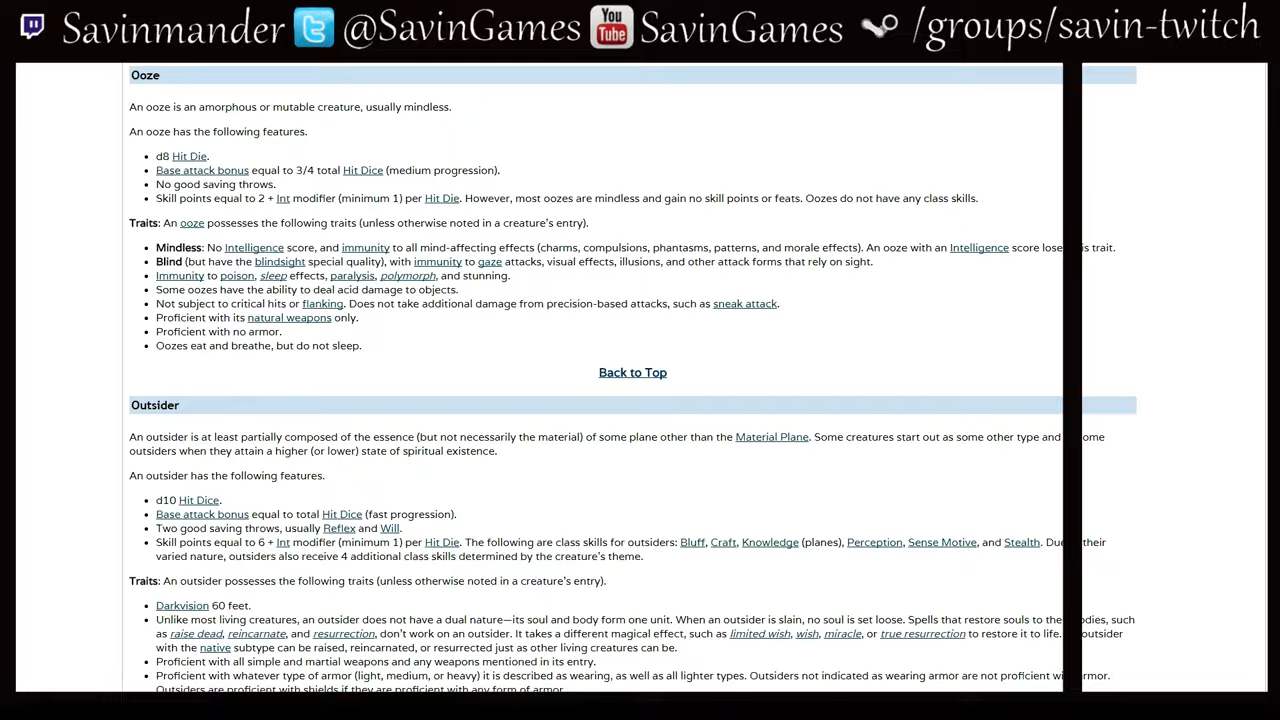 Savinmander @SavinGames You Tube SavinGames /groups/savin-twitch
Ooze
An ooze is an amorphous or mutable creature, usually mindless.
An ooze has the following features.
• d8 Hit Die.
• Base attack bonus equal to 3/4 total Hit Dice (medium progression).
• No good saving throws.
• Skill points equal to 2 + Int modifier (minimum 1) per Hit Die. However, most oozes are mindless and gain no skill points or feats. Oozes do not have any class skills.
Traits: An ooze possesses the following traits (unless otherwise noted in a creature's entry).
• Mindless: No Intelligence score, and immunity to all mind-affecting effects (charms, compulsions, phantasms, patterns, and morale effects). An ooze with an Intelligence score lose is trait.
• Blind (but have the blindsight special quality), with immunity to gaze attacks, visual effects, illusions, and other attack forms that rely on sight.
• Immunity to poison, sleep effects, paralysis, polymorph, and stunning.
• Some oozes have the ability to deal acid damage to objects.
• Not subject to critical hits or flanking. Does not take additional damage from precision-based attacks, such as sneak attack.
• Proficient with its natural weapons only.
• Proficient with no armor.
• Oozes eat and breathe, but do not sleep.
Back to Top
Outsider
An outsider is at least partially composed of the essence (but not necessarily the material) of some plane other than the Material Plane. Some creatures start out as some other type and ome
outsiders when they attain a higher (or lower) state of spiritual existence.
An outsider has the following features.
• d10 Hit Dice.
• Base attack bonus equal to total Hit Dice (fast progression).
• Two good saving throws, usually Reflex and Will.
• Skill points equal to 6 + Int modifier (minimum 1) per Hit Die. The following are class skills for outsiders: Bluff, Craft, Knowledge (planes), Perception, Sense Motive, and Stealth. Du their
varied nature, outsiders also receive 4 additional class skills determined by the creature's theme.
Traits: An outsider possesses the following traits (unless otherwise noted in a creature's entry).
• Darkvision 60 feet.
• Unlike most living creatures, an outsider does not have a dual nature—its soul and body form one unit. When an outsider is slain, no soul is set loose. Spells that restore souls to the odies, such
as raise dead, reincarnate, and resurrection, don't work on an outsider. It takes a different magical effect, such as limited wish, wish, miracle, or true resurrection to restore it to life. outsider
with the native subtype can be raised, reincarnated, or resurrected just as other living creatures can be.
• Proficient with all simple and martial weapons and any weapons mentioned in its entry.
• Proficient with whatever type of armor (light, medium, or heavy) it is described as wearing, as well as all lighter types. Outsiders not indicated as wearing armor are not proficient wi armor.
Outsiders are proficient with shields if they are proficient with any form of armor.